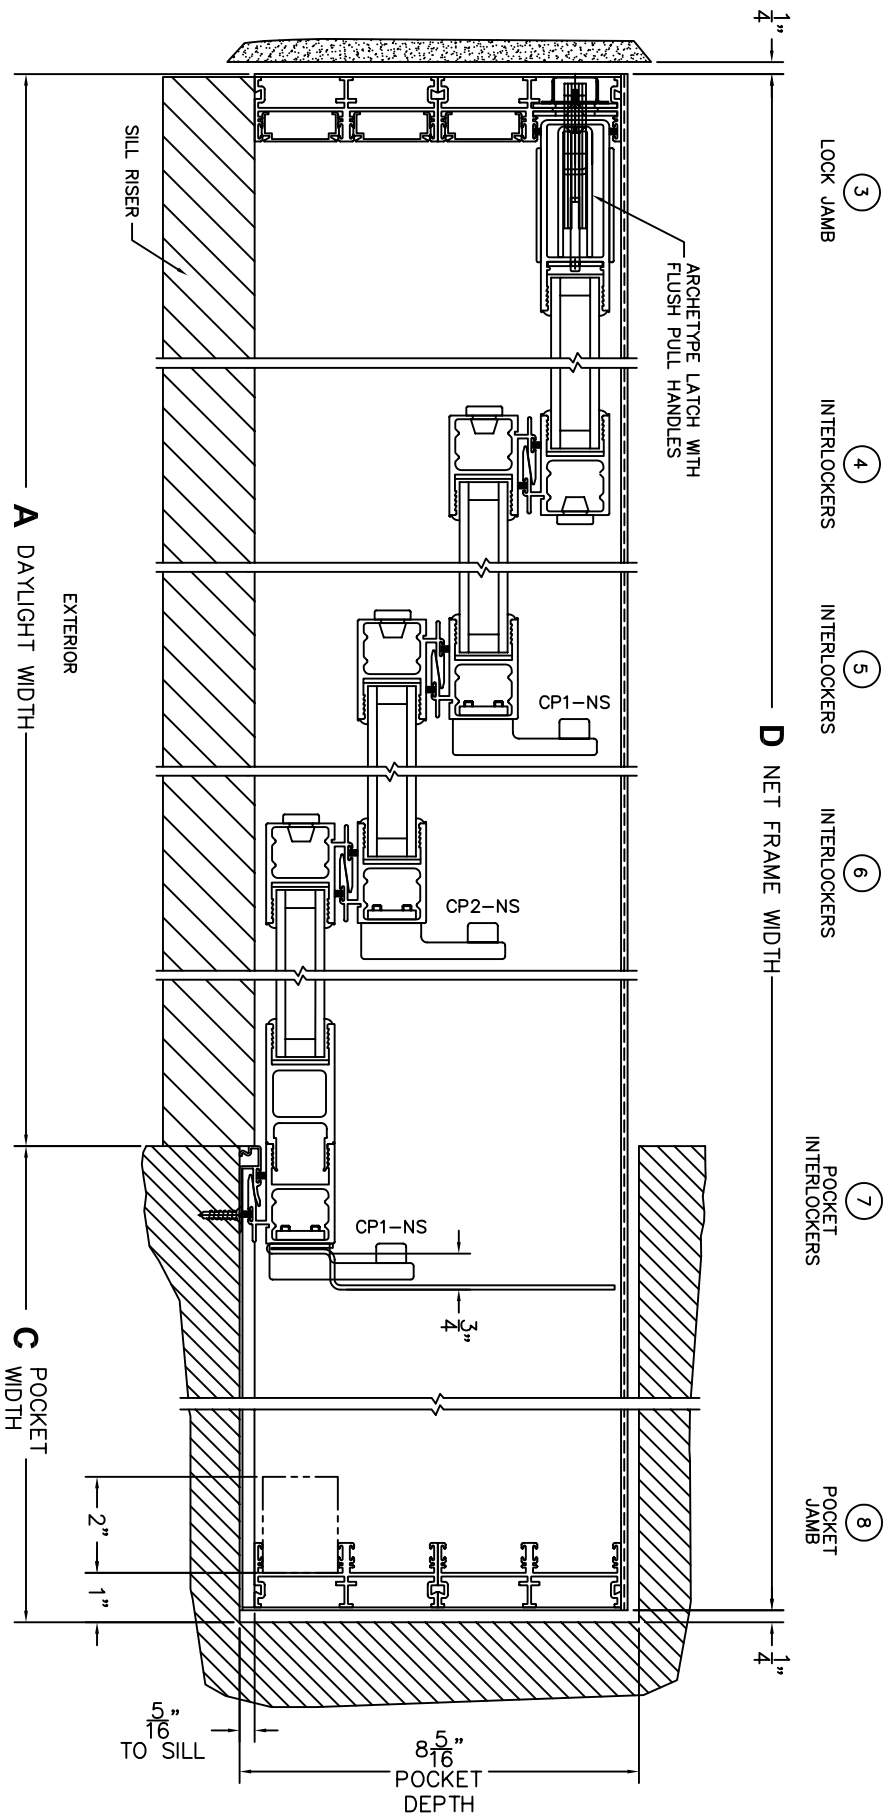 1/4"
3
LOCK JAMB
4
INTERLOCKERS
5
INTERLOCKERS
6
INTERLOCKERS
7
POCKET
INTERLOCKERS
8
POCKET
JAMB
1/4"
D NET FRAME WIDTH
ARCHETYPE LATCH WITH
FLUSH PULL HANDLES
CP1-NS
CP2-NS
CP1-NS
3/4"
SILL RISER
EXTERIOR
A DAYLIGHT WIDTH
C POCKET
WIDTH
2"
1"
5/16"
TO SILL
8 5/16"
POCKET
DEPTH